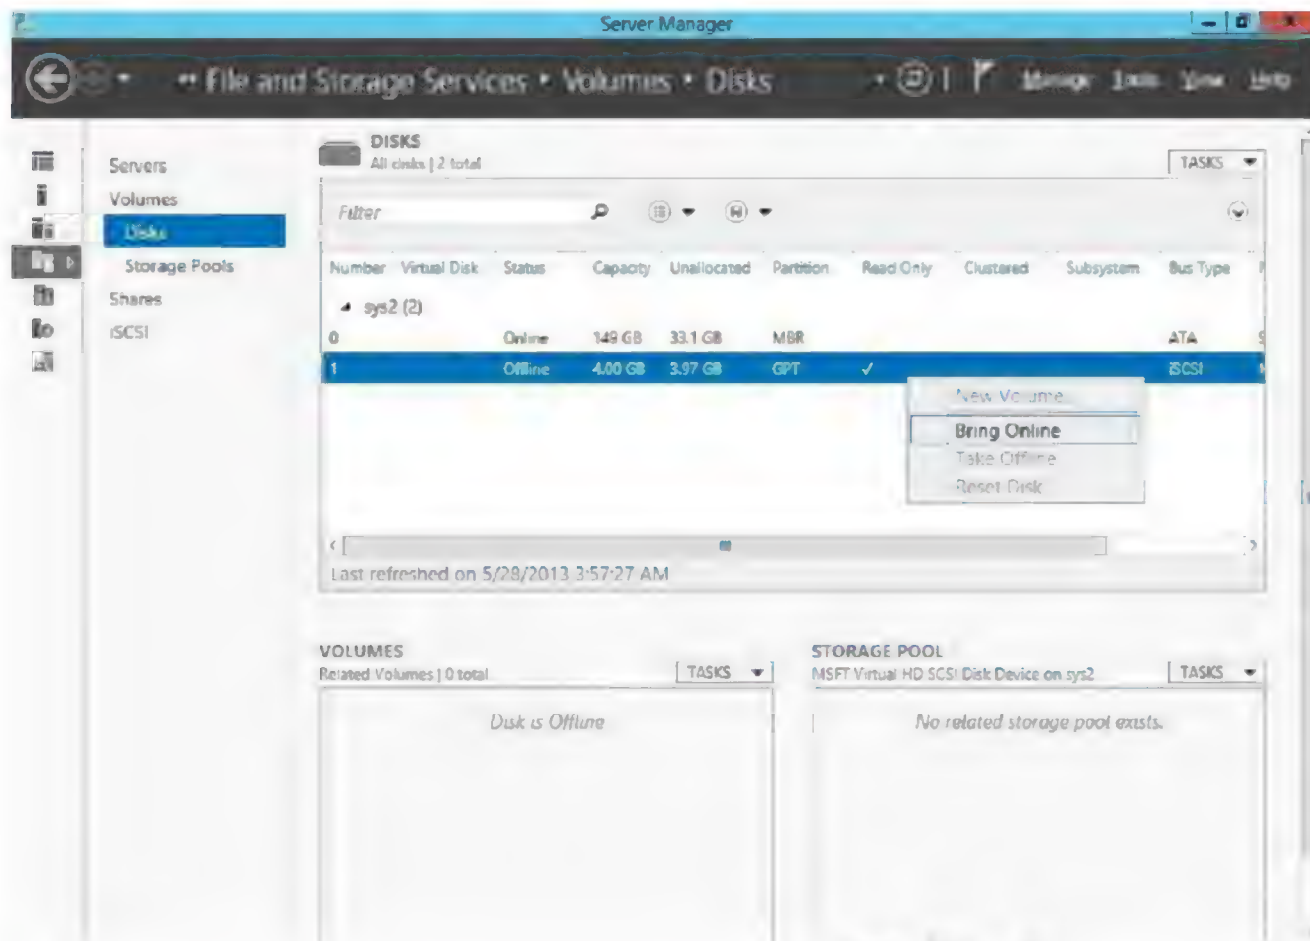 Server Manager
File and Storage Services • Volumes • Disks
Manage Tools View Help
Servers
Volumes
Disks
Storage Pools
Shares
iSCSI
DISKS
All disks | 2 total
TASKS
Filter
Number Virtual Disk Status Capacity Unallocated Partition Read Only Clustered Subsystem Bus Type
sys2 (2)
0 Online 149 GB 33.1 GB MBR ATA
1 Offline 4.00 GB 3.97 GB GPT ✓ iSCSI
New Volume...
Bring Online
Take Offline
Reset Disk
Last refreshed on 5/28/2013 3:57:27 AM
VOLUMES
Related Volumes | 0 total
TASKS
Disk is Offline
STORAGE POOL
MSFT Virtual HD SCSI Disk Device on sys2
TASKS
No related storage pool exists.